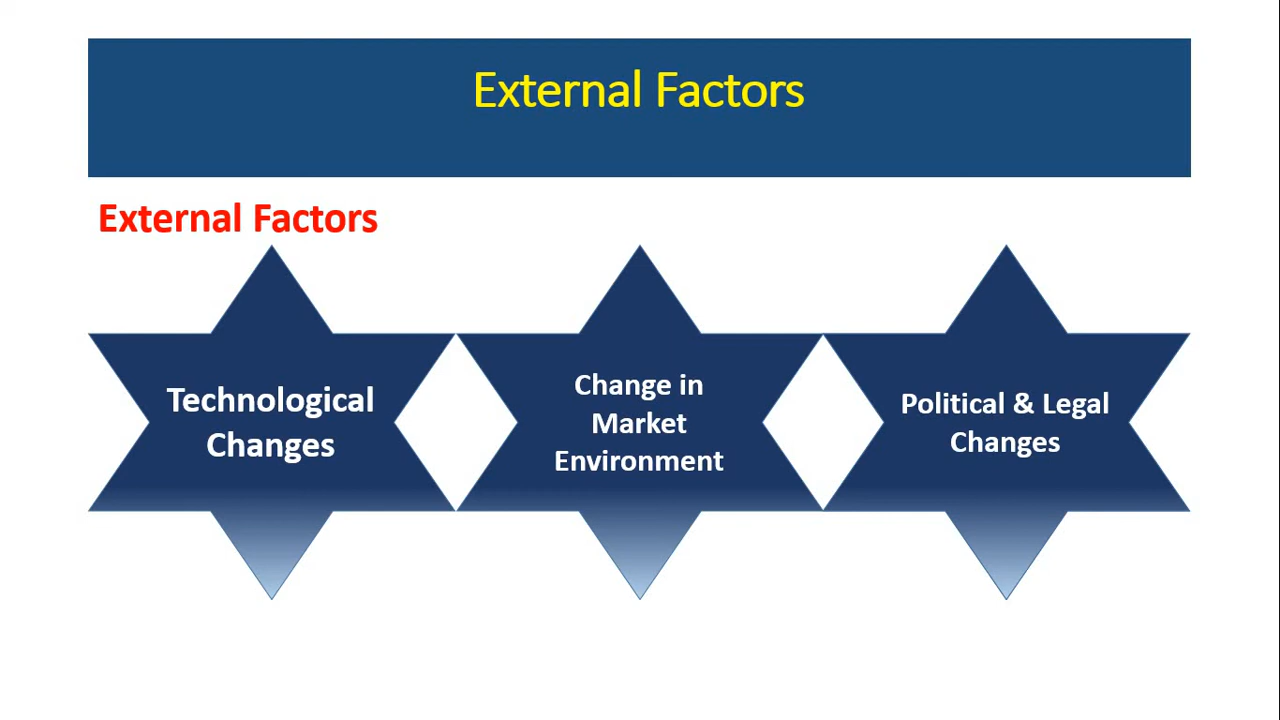 External Factors
External Factors
Technological
Changes
Change in
Market
Environment
Political & Legal
Changes